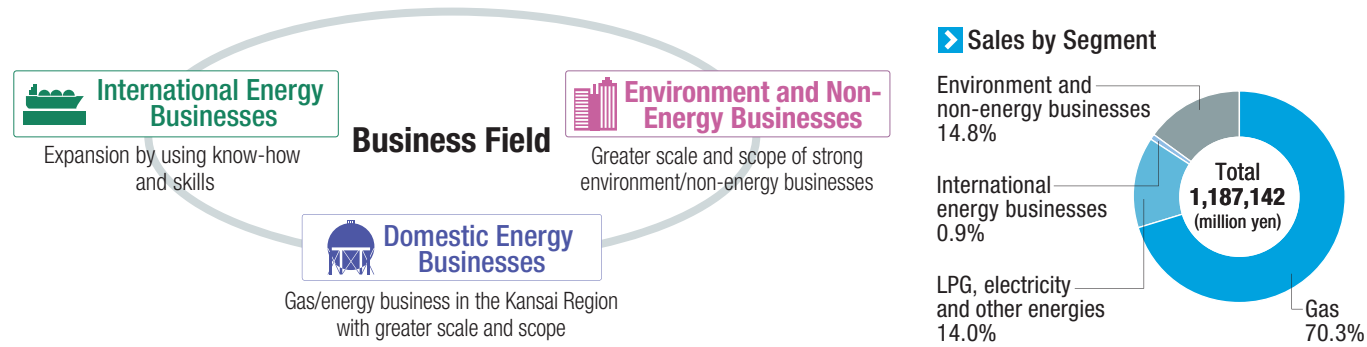 International Energy
Businesses
Expansion by using know-how
and skills
Business Field
Environment and Non-
Energy Businesses
Greater scale and scope of strong
environment/non-energy businesses
Domestic Energy
Businesses
Gas/energy business in the Kansai Region
with greater scale and scope
Sales by Segment
Environment and
non-energy businesses
14.8%
International
energy businesses
0.9%
LPG, electricity
and other energies
14.0%
Total
1,187,142
(million yen)
Gas
70.3%